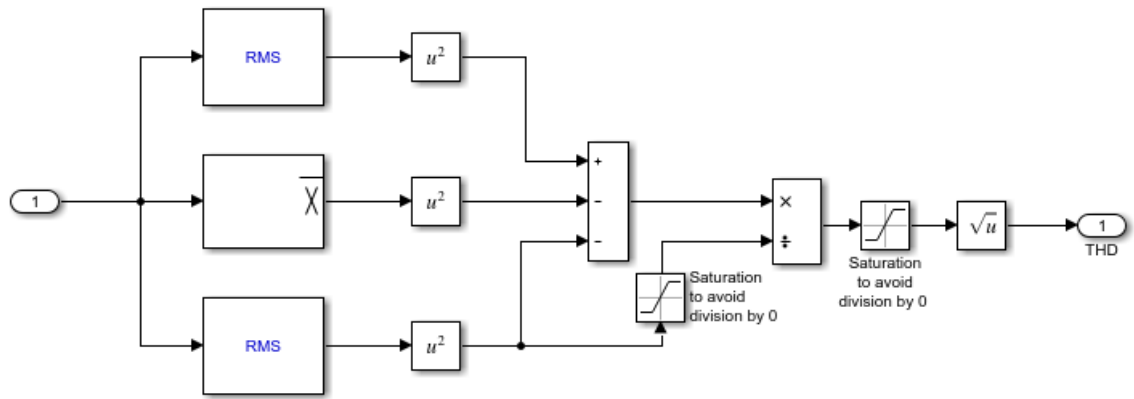 RMS
u²
+
1
X̅
u²
-
×
√u
1
THD
-
÷
Saturation
to avoid
division by 0
Saturation
to avoid
division by 0
RMS
u²